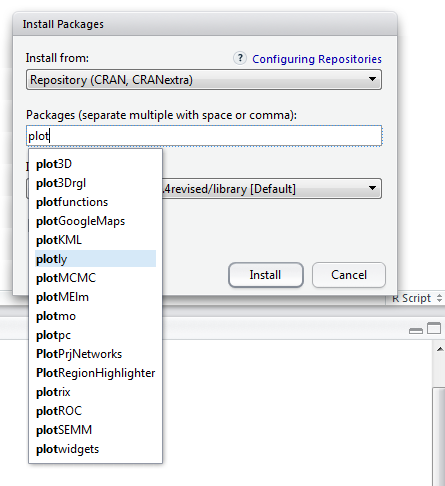 Install Packages
Install from:
? Configuring Repositories
Repository (CRAN, CRANextra)
Packages (separate multiple with space or comma):
plot
plot3D
plot3Drgl
plotfunctions
4revised/library [Default]
plotGoogleMaps
plotKML
plotly
plotMCMC
Install
Cancel
plotMElm
R Script
plotmo
plotpc
PlotPrjNetworks
PlotRegionHighlighter
plotrix
plotROC
plotSEMM
plotwidgets